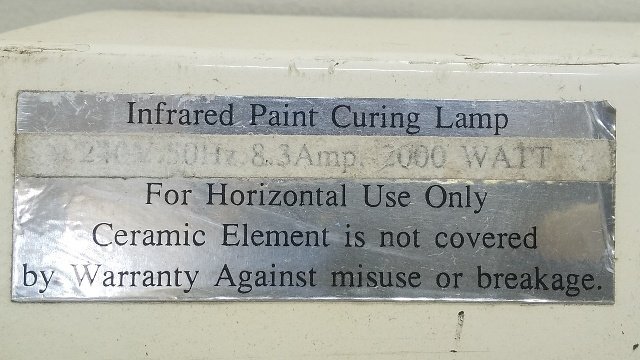 Infrared Paint Curing Lamp
240V 50Hz 8.3Amp, 2000 WATT
For Horizontal Use Only
Ceramic Element is not covered
by Warranty Against misuse or breakage.